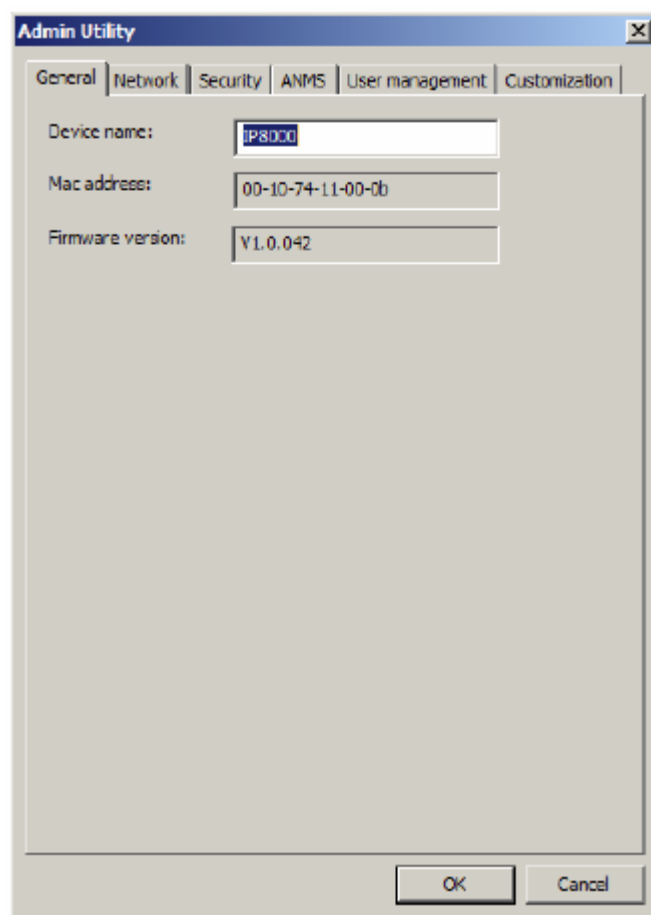 Admin Utility
General Network Security ANMS User management Customization
Device name: IP8000
Mac address: 00-10-74-11-00-0b
Firmware version: V1.0.042
OK Cancel